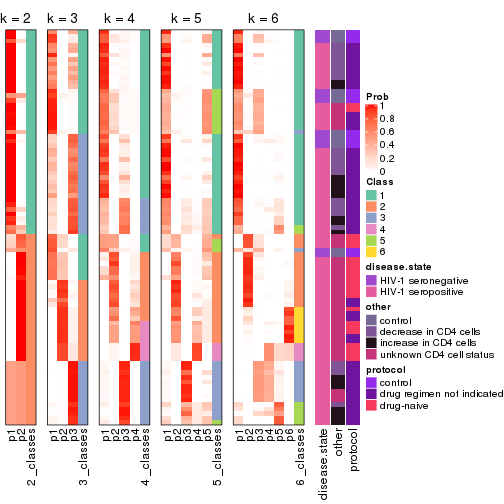 k = 2 k = 3 k = 4 k = 5 k = 6
Prob
1
0.8
0.6
0.4
0.2
0
Class
1
2
3
4
5
6
disease.state
HIV-1 seronegative
HIV-1 seropositive
other
control
decrease in CD4 cells
increase in CD4 cells
unknown CD4 cell status
protocol
control
drug regimen not indicated
drug-naive
p1 p2 2_classes p1 p2 p3 3_classes p1 p2 p3 p4 4_classes p1 p2 p3 p4 p5 5_classes p1 p2 p3 p4 p5 p6 6_classes disease.state other protocol